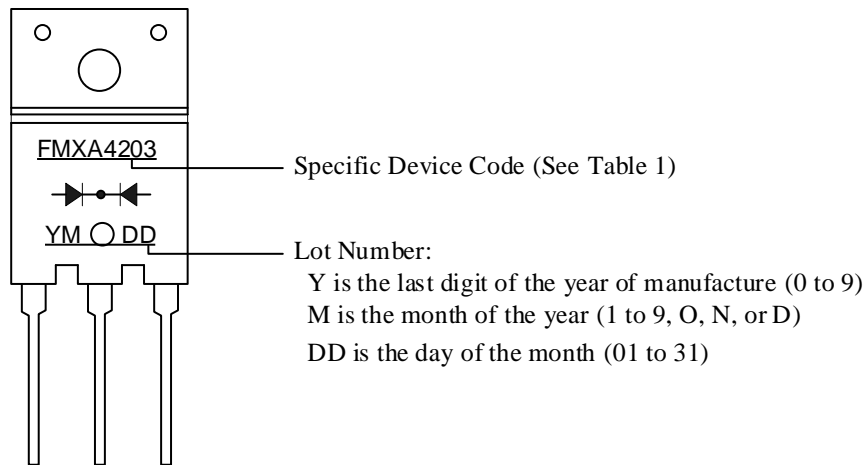 FMXA4203
Specific Device Code (See Table 1)
YM DD
Lot Number:
Y is the last digit of the year of manufacture (0 to 9)
M is the month of the year (1 to 9, O, N, or D)
DD is the day of the month (01 to 31)